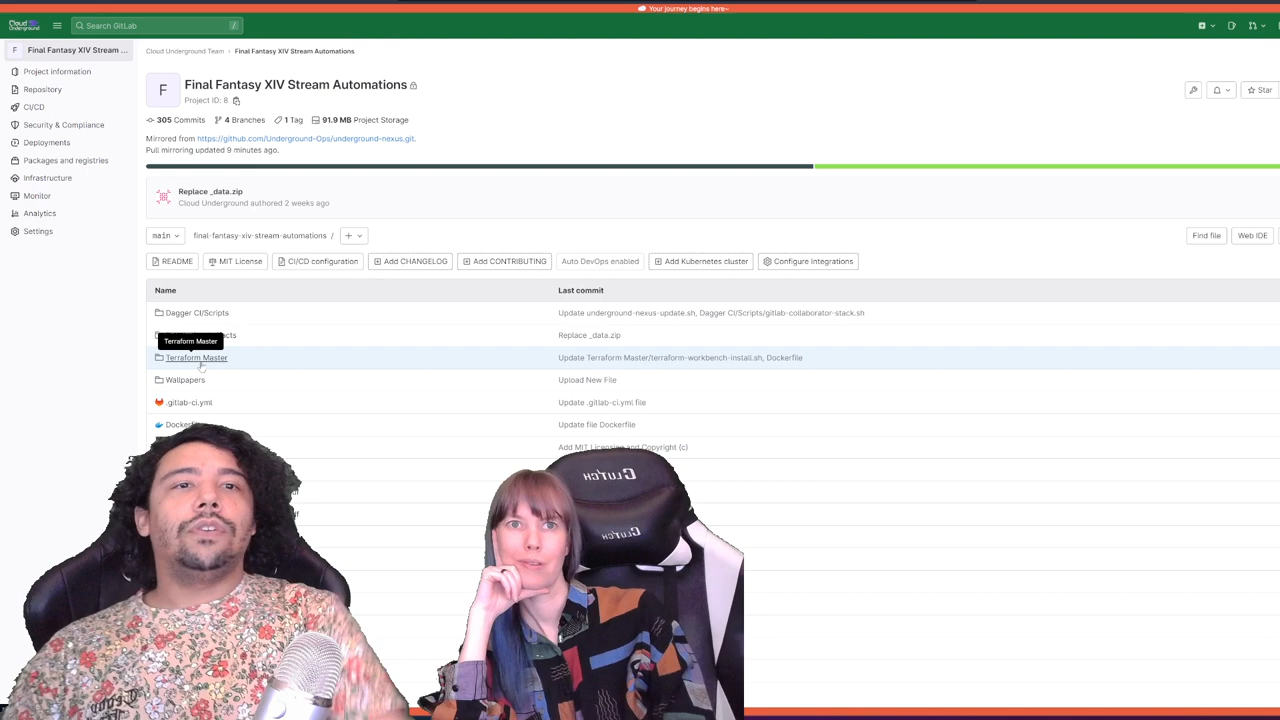 Your journey begins here~
Cloud
Underground
Search GitLab
/
F
Final Fantasy XIV Stream ...
Cloud Underground Team › Final Fantasy XIV Stream Automations
Project information
Repository
CI/CD
Security & Compliance
Deployments
Packages and registries
Infrastructure
Monitor
Analytics
Settings
F
Final Fantasy XIV Stream Automations
Project ID: 8
Star
305 Commits
4 Branches
1 Tag
91.9 MB Project Storage
Mirrored from https://github.com/Underground-Ops/underground-nexus.git.
Pull mirroring updated 9 minutes ago.
Replace _data.zip
Cloud Underground authored 2 weeks ago
main
final-fantasy-xiv-stream-automations /
Find file
Web IDE
README
MIT License
CI/CD configuration
Add CHANGELOG
Add CONTRIBUTING
Auto DevOps enabled
Add Kubernetes cluster
Configure Integrations
Name
Last commit
Dagger CI/Scripts
Update underground-nexus-update.sh, Dagger CI/Scripts/gitlab-collaborator-stack.sh
Replace _data.zip
Terraform Master
Terraform Master
Update Terraform Master/terraform-workbench-install.sh, Dockerfile
Wallpapers
Upload New File
.gitlab-ci.yml
Update .gitlab-ci.yml file
Update file Dockerfile
Add MIT Licensing and Copyright (c)